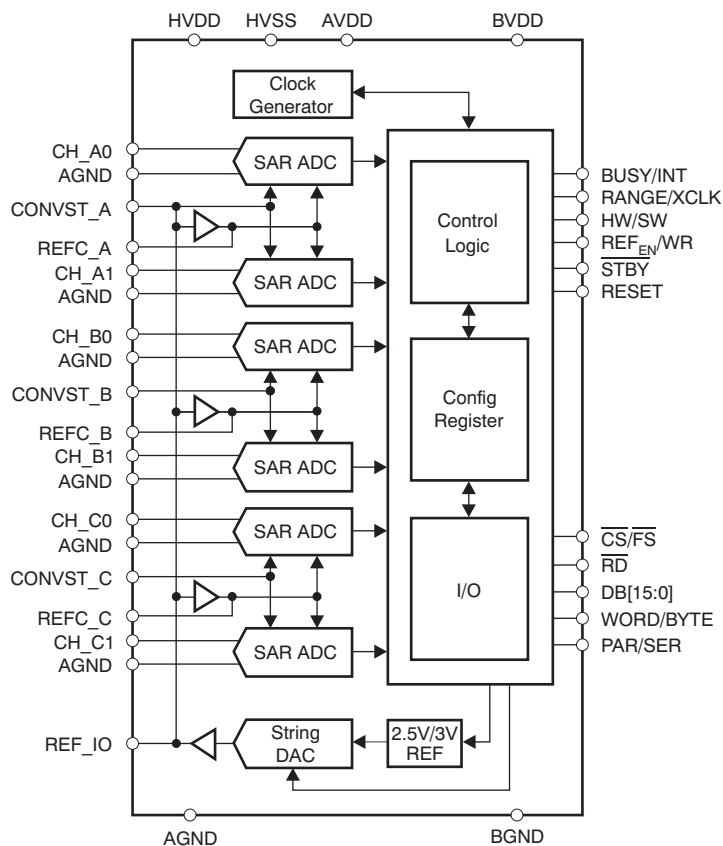 HVDD HVSS AVDD BVDD
Clock
Generator
CH_A0
AGND
CONVST_A
REFC_A
CH_A1
AGND
CH_B0
AGND
CONVST_B
REFC_B
CH_B1
AGND
CH_C0
AGND
CONVST_C
REFC_C
CH_C1
AGND
REF_IO
SAR ADC
SAR ADC
SAR ADC
SAR ADC
SAR ADC
SAR ADC
String
DAC
2.5V/3V
REF
Control
Logic
Config
Register
I/O
BUSY/INT
RANGE/XCLK
HW/SW
REF_EN/WR
STBY
RESET
CS/FS
RD
DB[15:0]
WORD/BYTE
PAR/SER
AGND BGND